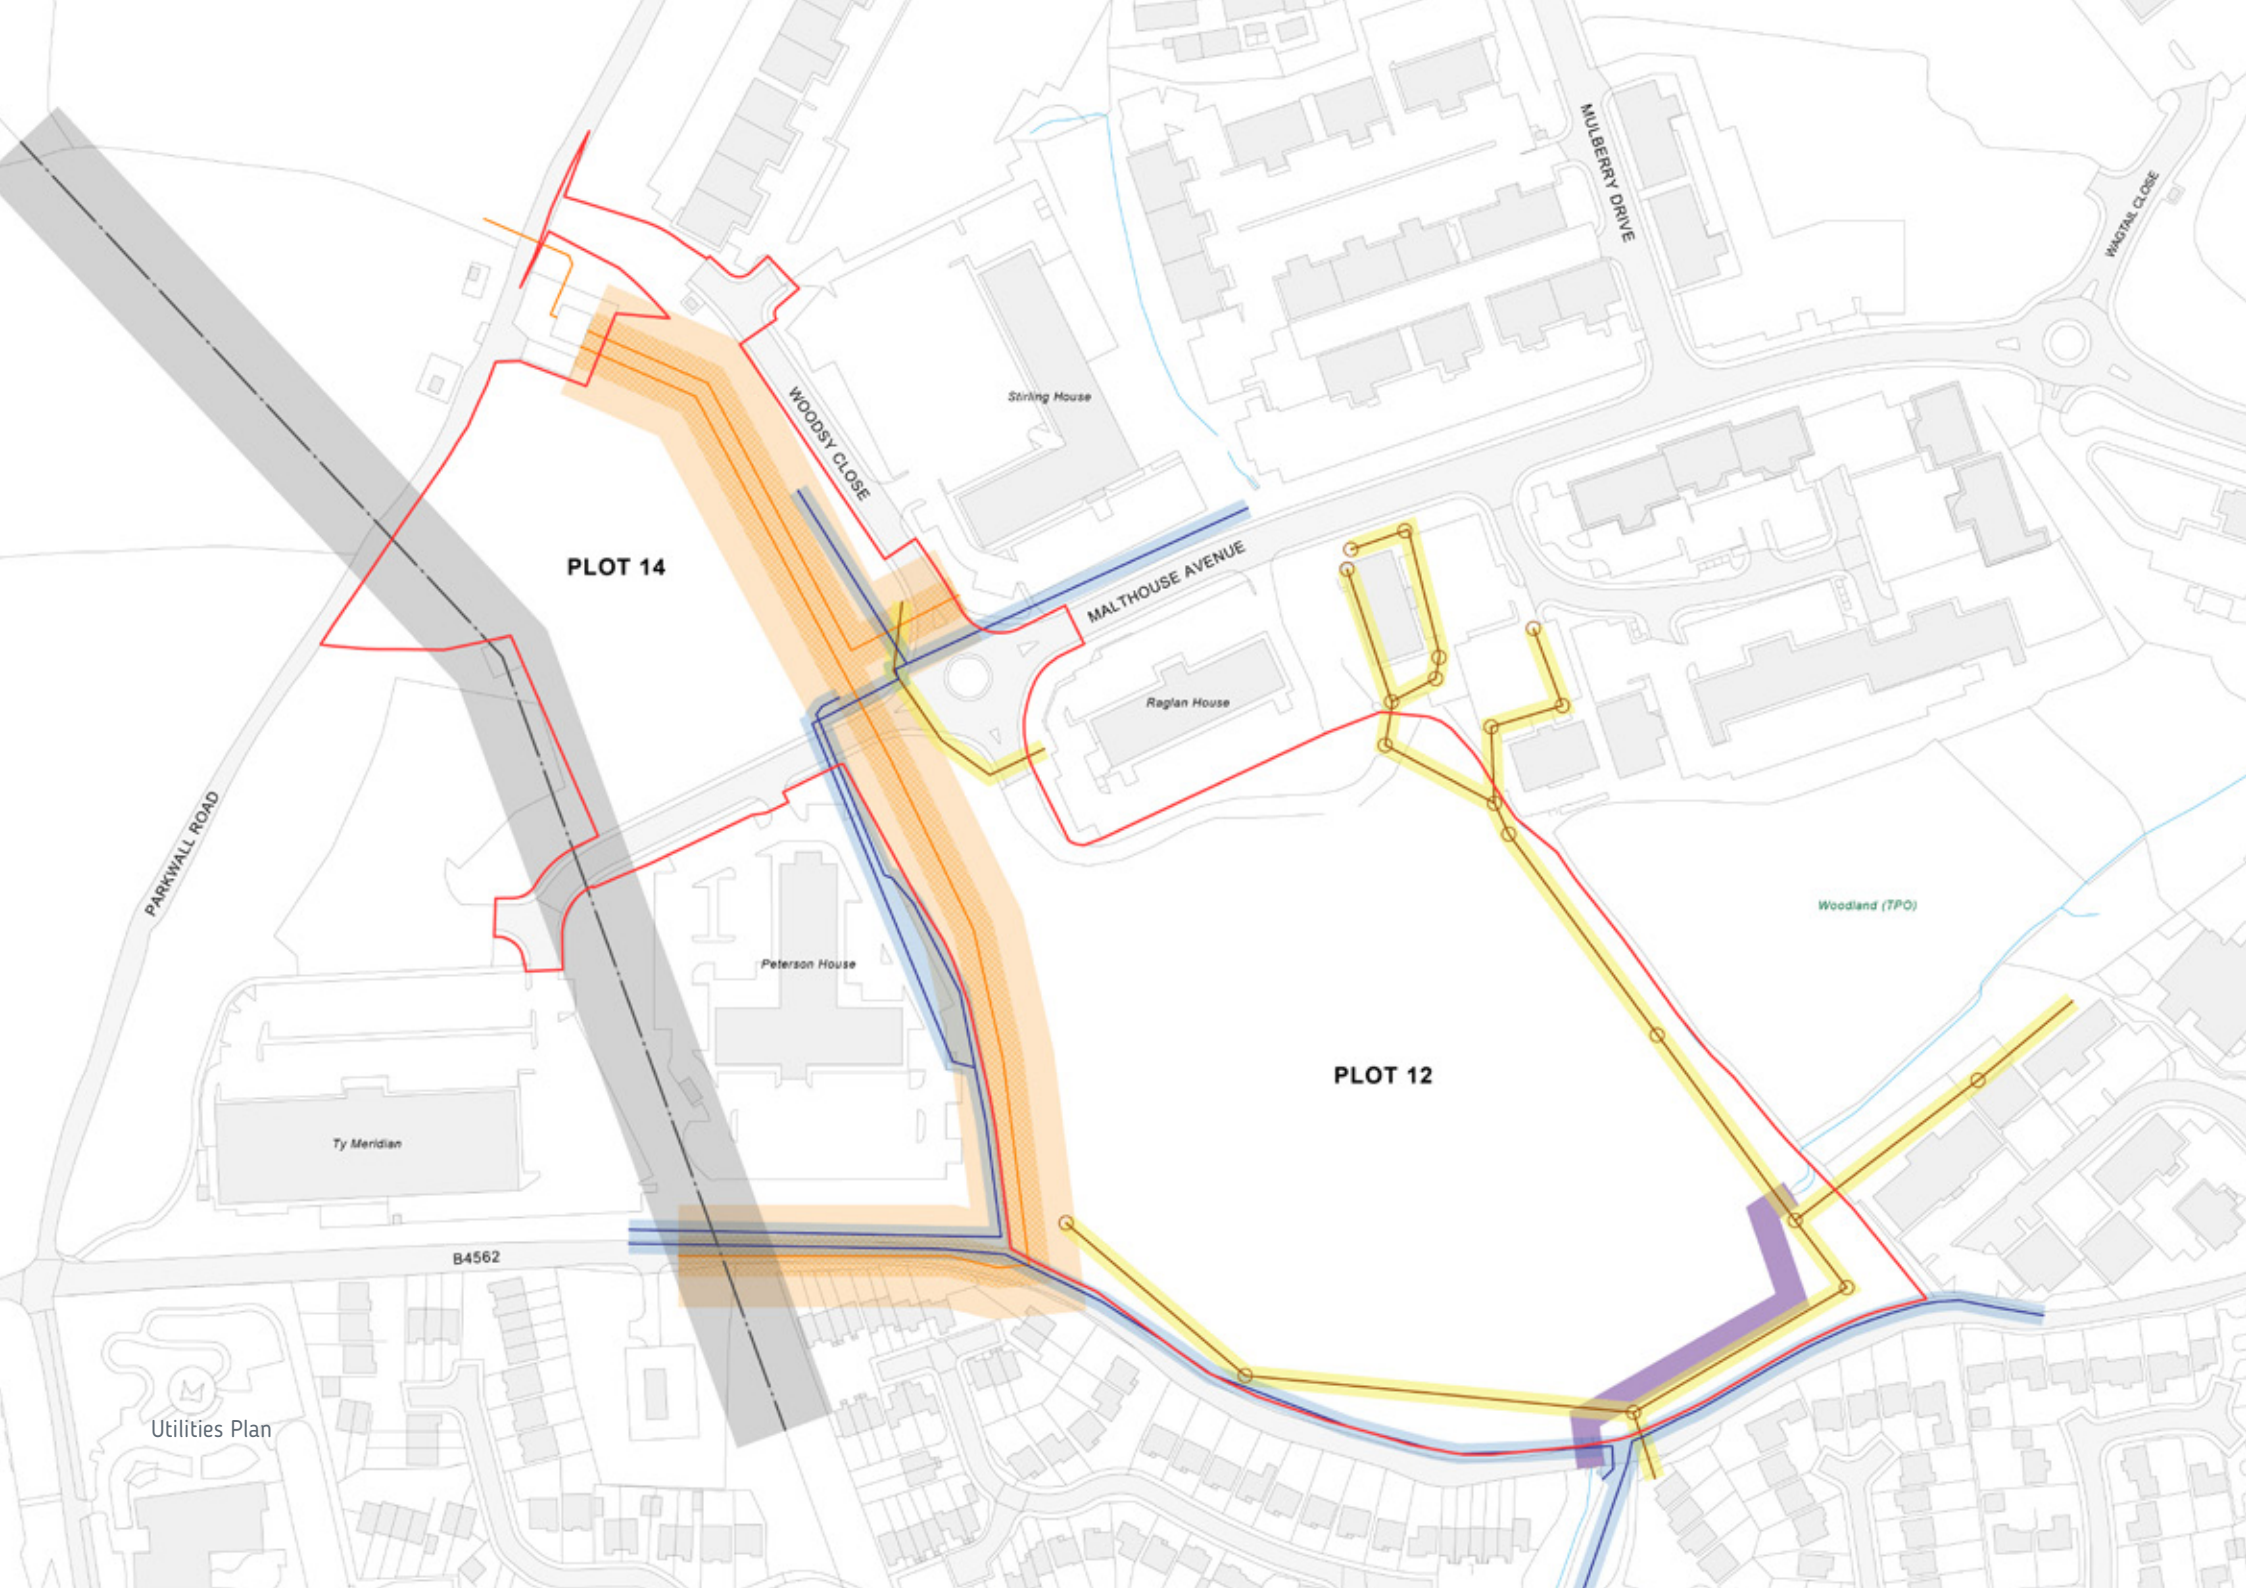 MULBERRY DRIVE
WAGTAIL CLOSE
Stirling House
WOODSY CLOSE
PLOT 14
MALTHOUSE AVENUE
Raglan House
PARKWALL ROAD
Woodland (TPO)
Peterson House
PLOT 12
Ty Meridian
B4562
Utilities Plan